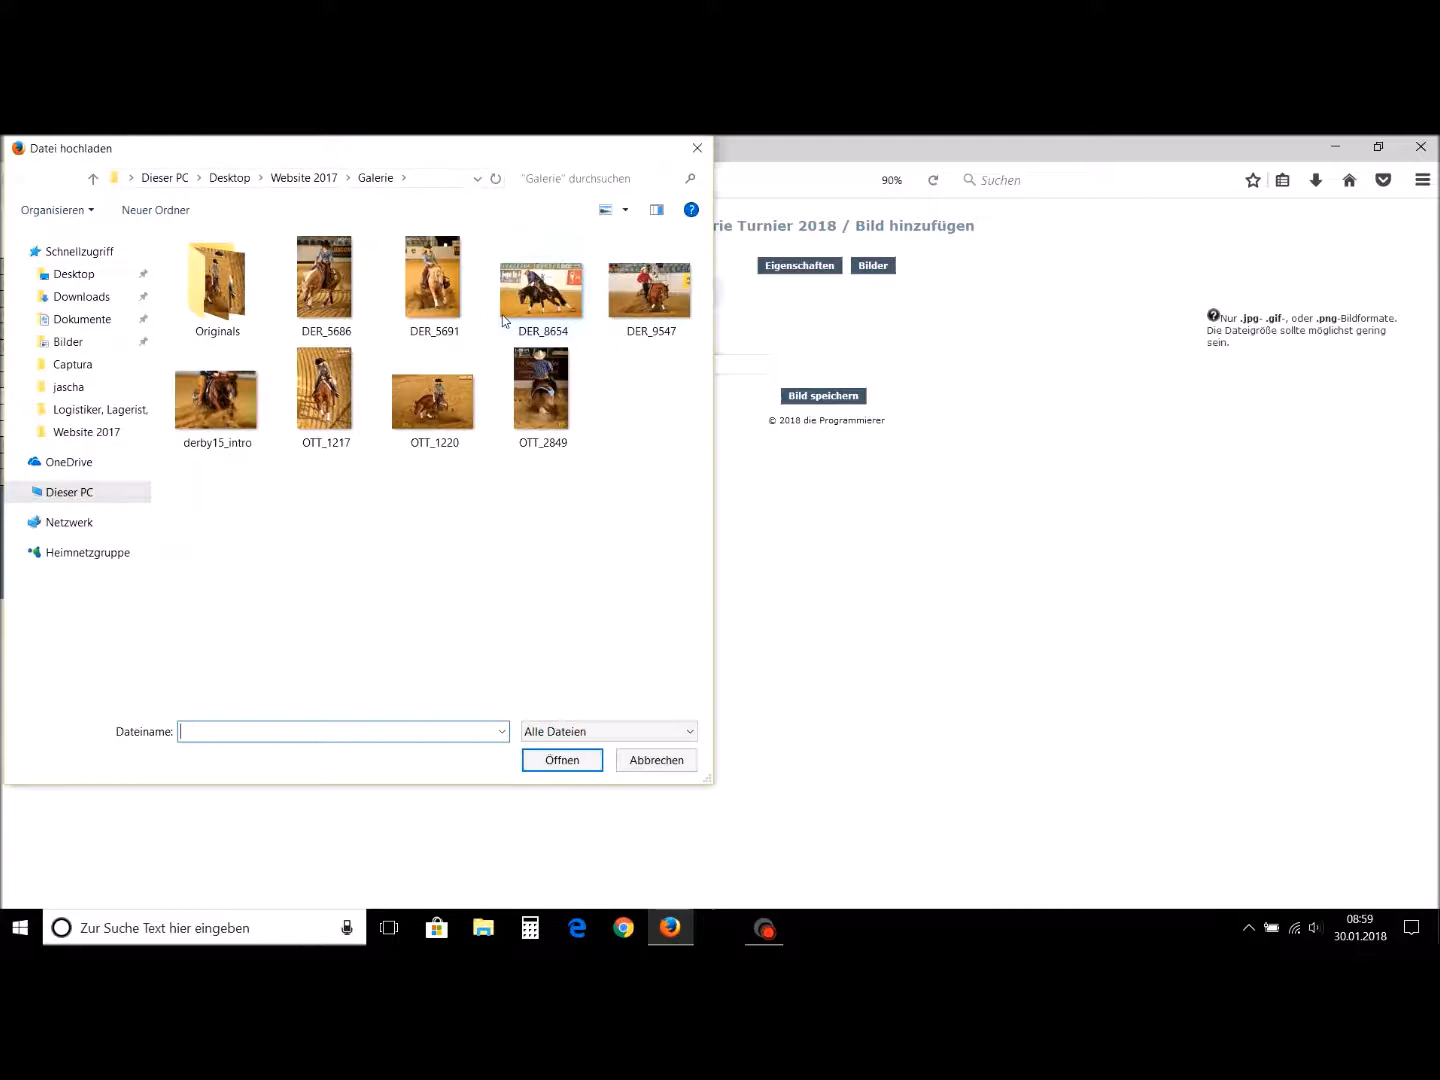 Datei hochladen
Dieser PC
Desktop
Website 2017
Galerie
"Galerie" durchsuchen
90%
Suchen
Organisieren
Neuer Ordner
?
rie Turnier 2018 / Bild hinzufügen
Eigenschaften
Bilder
?Nur .jpg- .gif-, oder .png-Bildformate.
Die Dateigröße sollte möglichst gering
sein.
Bild speichern
© 2018 die Programmierer
Schnellzugriff
Desktop
Downloads
Dokumente
Bilder
Captura
jascha
Logistiker, Lagerist,
Website 2017
OneDrive
Dieser PC
Netzwerk
Heimnetzgruppe
Originals
DER_5686
DER_5691
DER_8654
DER_9547
derby15_intro
OTT_1217
OTT_1220
OTT_2849
Dateiname:
Alle Dateien
Öffnen
Abbrechen
Zur Suche Text hier eingeben
08:59
30.01.2018